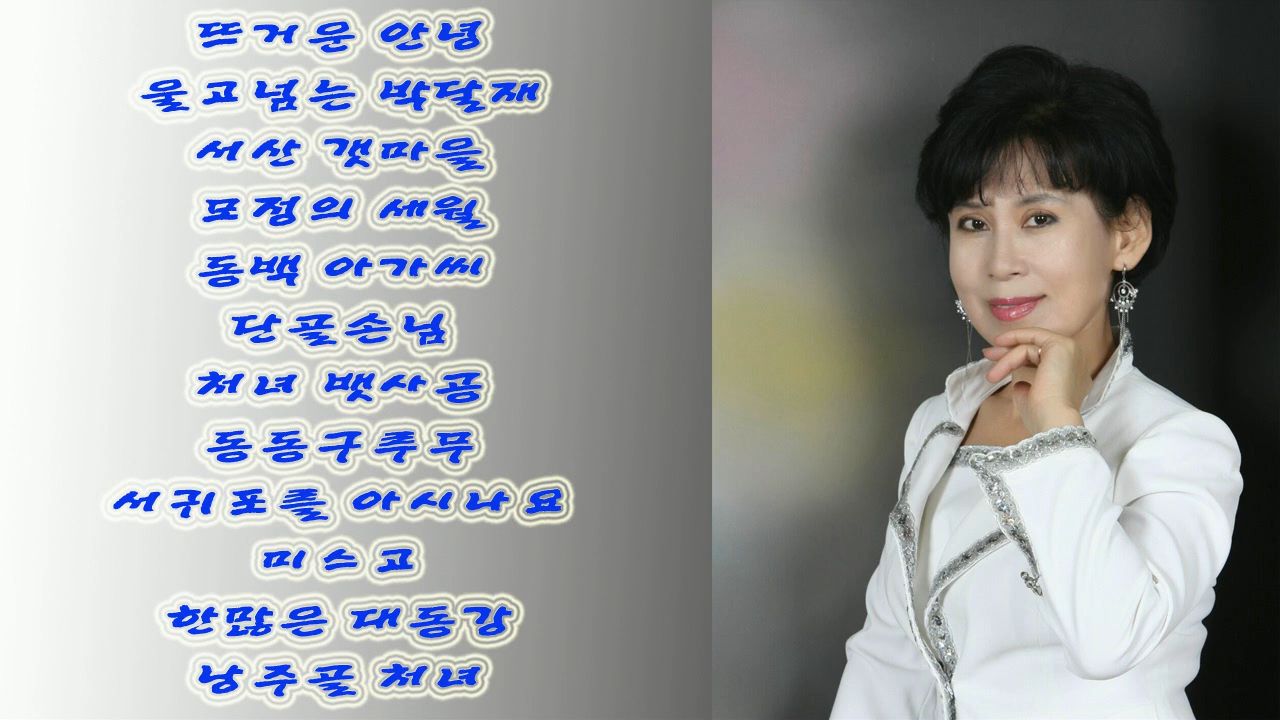 뜨거운 안녕
울고넘는 박달재
서산 갯마을
모정의 세월
동백 아가씨
단골손님
처녀 뱃사공
동동구루무
서귀포를 아시나요
미스고
한많은 대동강
낭주골 처녀